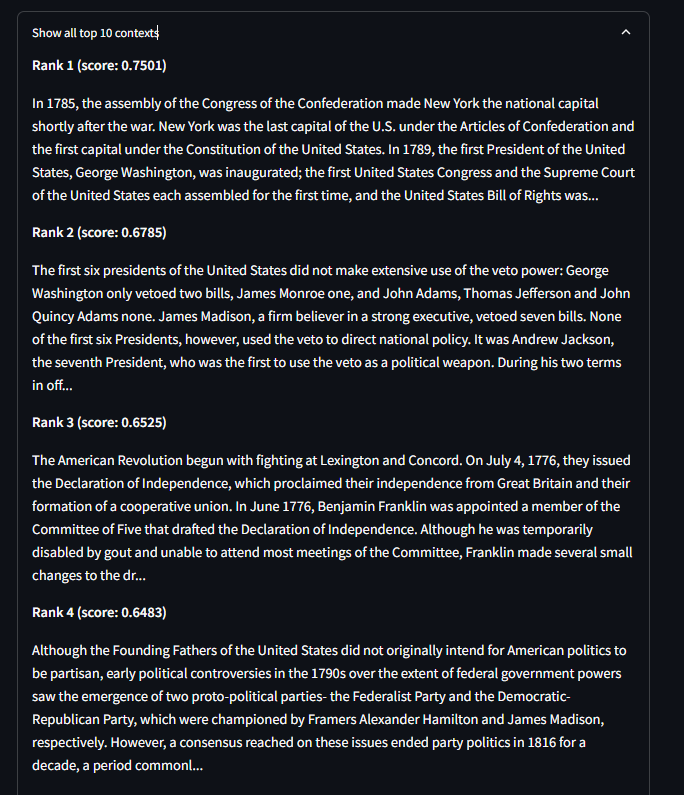 Show all top 10 contexts
Rank 1 (score: 0.7501)
In 1785, the assembly of the Congress of the Confederation made New York the national capital
shortly after the war. New York was the last capital of the U.S. under the Articles of Confederation and
the first capital under the Constitution of the United States. In 1789, the first President of the United
States, George Washington, was inaugurated; the first United States Congress and the Supreme Court
of the United States each assembled for the first time, and the United States Bill of Rights was...
Rank 2 (score: 0.6785)
The first six presidents of the United States did not make extensive use of the veto power: George
Washington only vetoed two bills, James Monroe one, and John Adams, Thomas Jefferson and John
Quincy Adams none. James Madison, a firm believer in a strong executive, vetoed seven bills. None
of the first six Presidents, however, used the veto to direct national policy. It was Andrew Jackson,
the seventh President, who was the first to use the veto as a political weapon. During his two terms
in off...
Rank 3 (score: 0.6525)
The American Revolution begun with fighting at Lexington and Concord. On July 4, 1776, they issued
the Declaration of Independence, which proclaimed their independence from Great Britain and their
formation of a cooperative union. In June 1776, Benjamin Franklin was appointed a member of the
Committee of Five that drafted the Declaration of Independence. Although he was temporarily
disabled by gout and unable to attend most meetings of the Committee, Franklin made several small
changes to the dr...
Rank 4 (score: 0.6483)
Although the Founding Fathers of the United States did not originally intend for American politics to
be partisan, early political controversies in the 1790s over the extent of federal government powers
saw the emergence of two proto-political parties- the Federalist Party and the Democratic-
Republican Party, which were championed by Framers Alexander Hamilton and James Madison,
respectively. However, a consensus reached on these issues ended party politics in 1816 for a
decade, a period commonl...